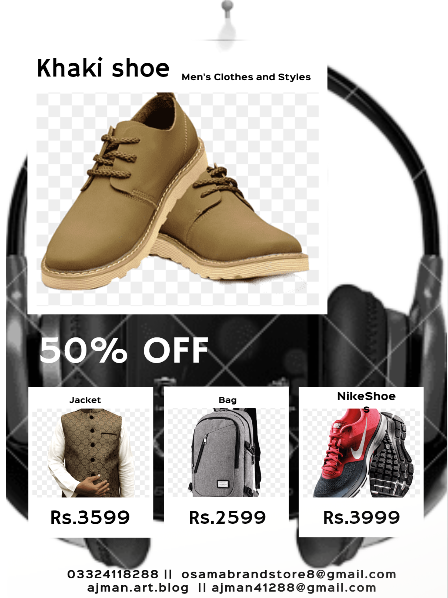 Khaki shoe Men's Clothes and Styles
50% OFF
Jacket Bag NikeShoe
Rs.3599 Rs.2599 Rs.3999
03324118288 || osamabrandstore8@gmail.com
ajman.art.blog || ajman41288@gmail.com